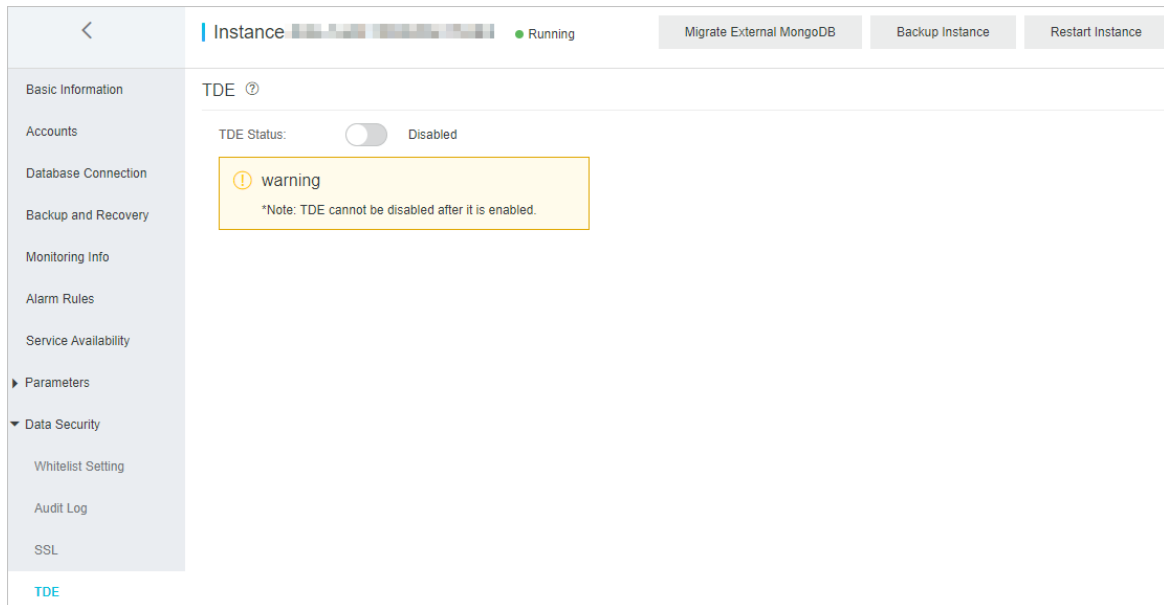 Instance
Running
Migrate External MongoDB
Backup Instance
Restart Instance
Basic Information
Accounts
Database Connection
Backup and Recovery
Monitoring Info
Alarm Rules
Service Availability
Parameters
Data Security
Whitelist Setting
Audit Log
SSL
TDE
TDE ?
TDE Status: Disabled
! warning
*Note: TDE cannot be disabled after it is enabled.